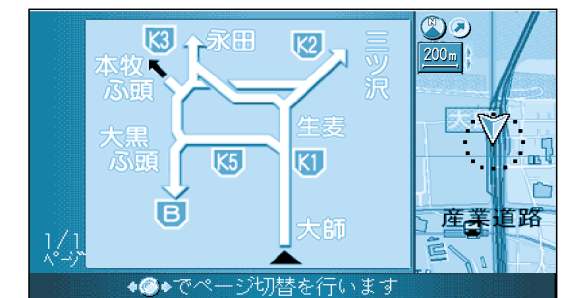 K3
永田
K2
三ツ沢
本牧
ふ頭
200m
生麦
大黒
ふ頭
K5
K1
B
大師
産業道路
1/1
ページ
でページ切替を行います